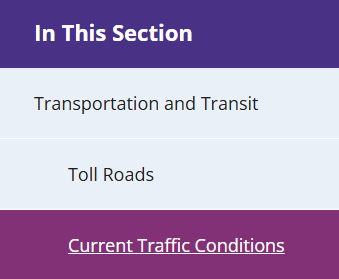 In This Section
Transportation and Transit
Toll Roads
Current Traffic Conditions